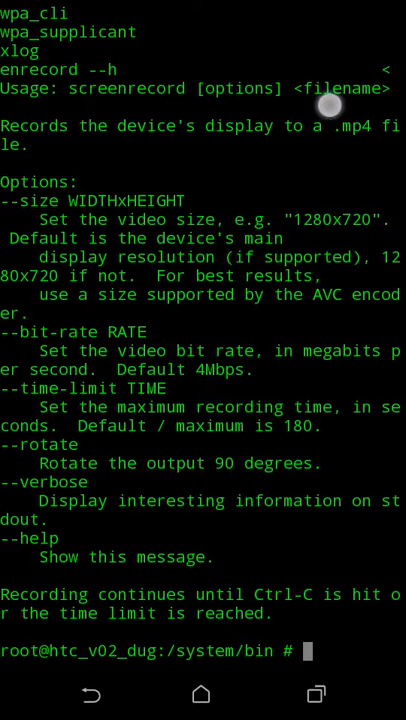 wpa_cli
wpa_supplicant
xlog
enrecord --h <
Usage: screenrecord [options] <filename>
Records the device's display to a .mp4 fi
le.
Options:
--size WIDTHxHEIGHT
Set the video size, e.g. "1280x720".
Default is the device's main
display resolution (if supported), 12
80x720 if not.  For best results,
use a size supported by the AVC encod
er.
--bit-rate RATE
Set the video bit rate, in megabits p
er second.  Default 4Mbps.
--time-limit TIME
Set the maximum recording time, in se
conds.  Default / maximum is 180.
--rotate
Rotate the output 90 degrees.
--verbose
Display interesting information on st
dout.
--help
Show this message.
Recording continues until Ctrl-C is hit o
r the time limit is reached.
root@htc_v02_dug:/system/bin #